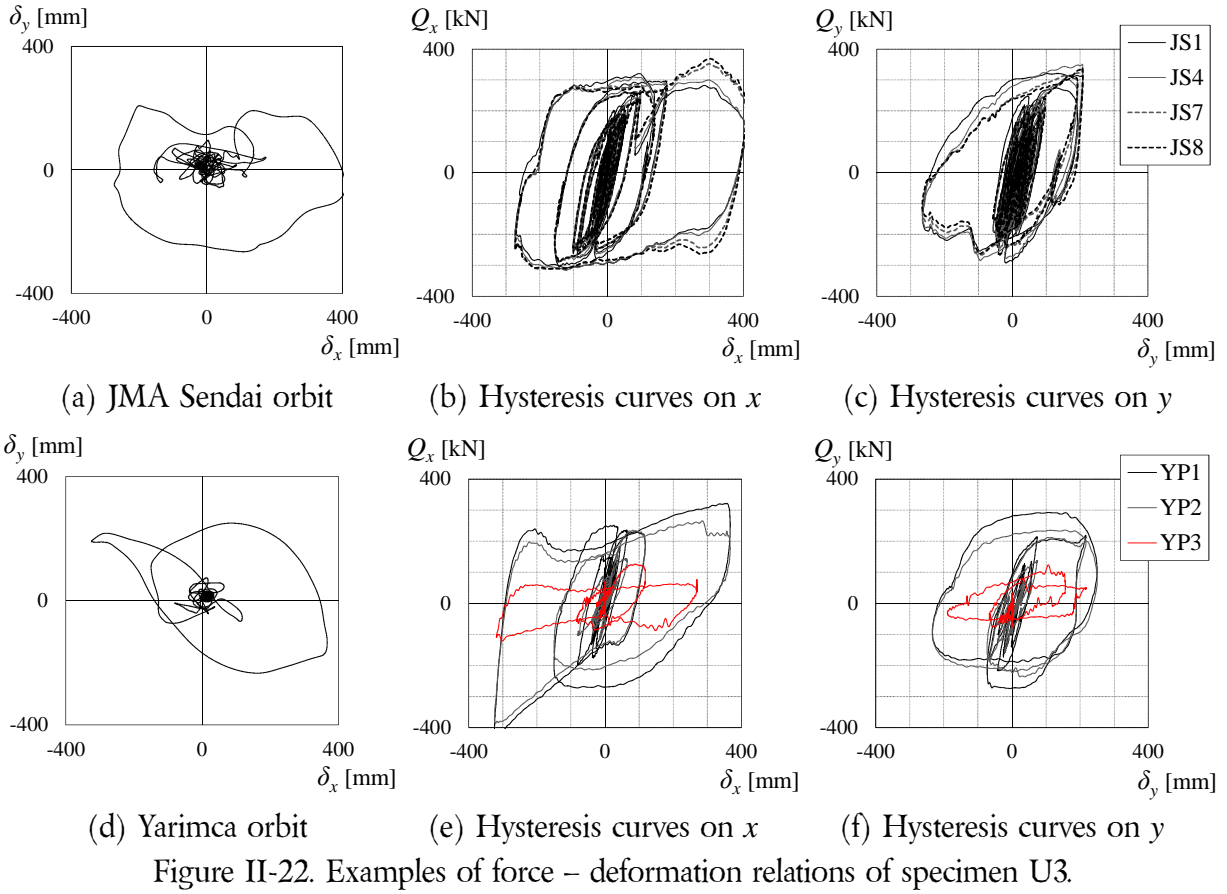 δy [mm]
400
0
-400
-400
0
400
δx [mm]
(a) JMA Sendai orbit
Qx [kN]
400
0
-400
-400
0
400
δx [mm]
(b) Hysteresis curves on x
Qy [kN]
400
0
-400
-400
0
400
δy [mm]
JS1
JS4
JS7
JS8
(c) Hysteresis curves on y
δy [mm]
400
0
-400
-400
0
400
δx [mm]
(d) Yarimca orbit
Qx [kN]
400
0
-400
-400
0
400
δx [mm]
(e) Hysteresis curves on x
Qy [kN]
400
0
-400
-400
0
400
δy [mm]
YP1
YP2
YP3
(f) Hysteresis curves on y
Figure II-22. Examples of force – deformation relations of specimen U3.